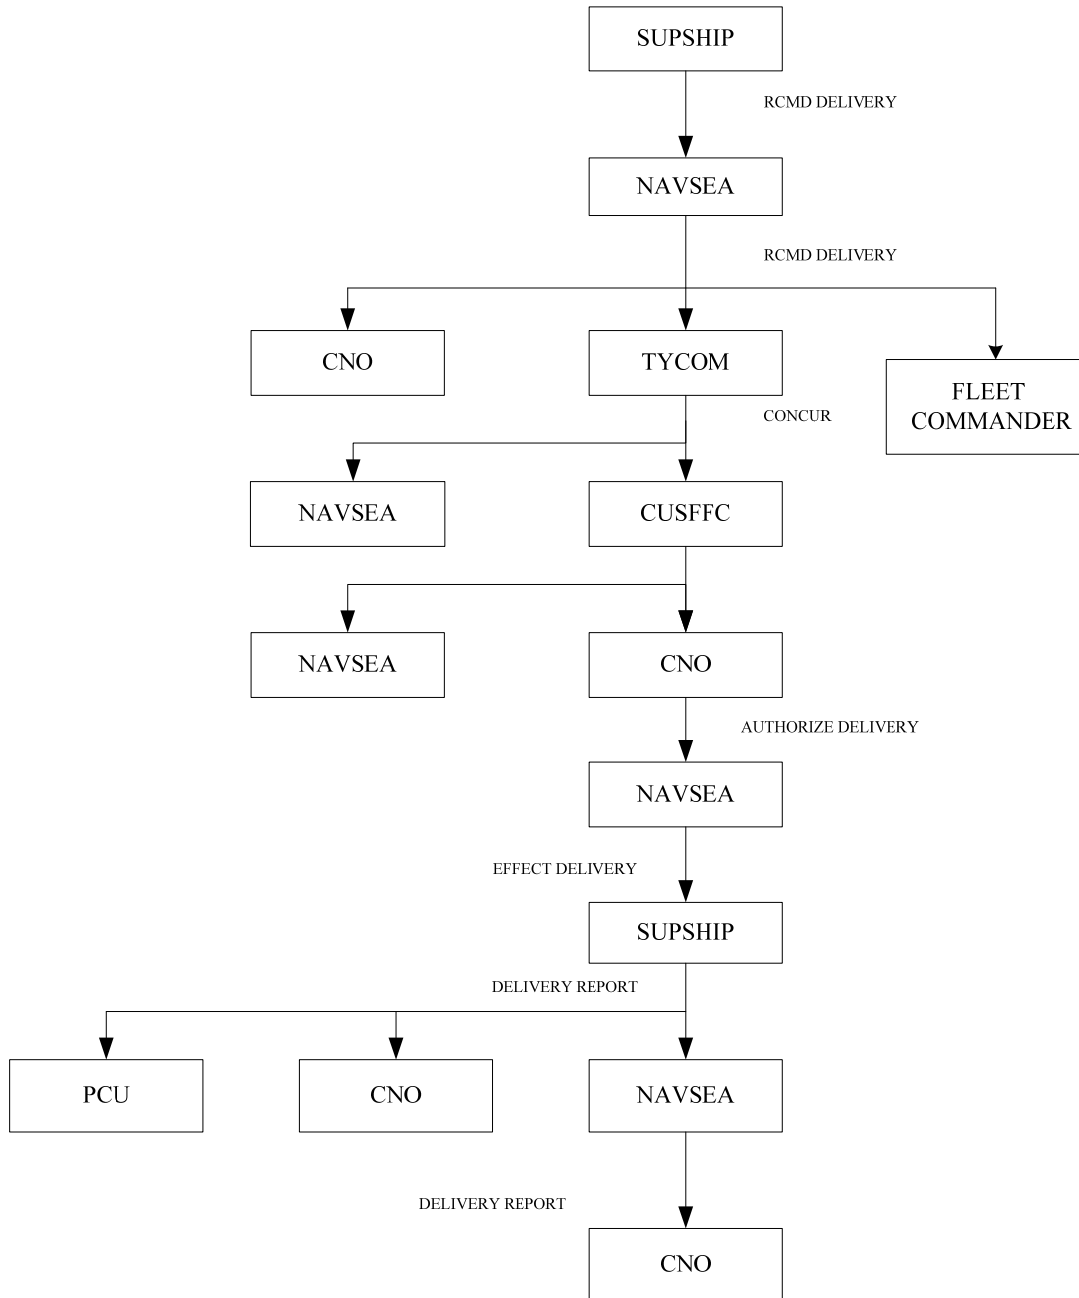 SUPSHIP
RCMD DELIVERY
NAVSEA
RCMD DELIVERY
CNO
TYCOM
FLEET
COMMANDER
CONCUR
NAVSEA
CUSFFC
NAVSEA
CNO
AUTHORIZE DELIVERY
NAVSEA
EFFECT DELIVERY
SUPSHIP
DELIVERY REPORT
PCU
CNO
NAVSEA
DELIVERY REPORT
CNO